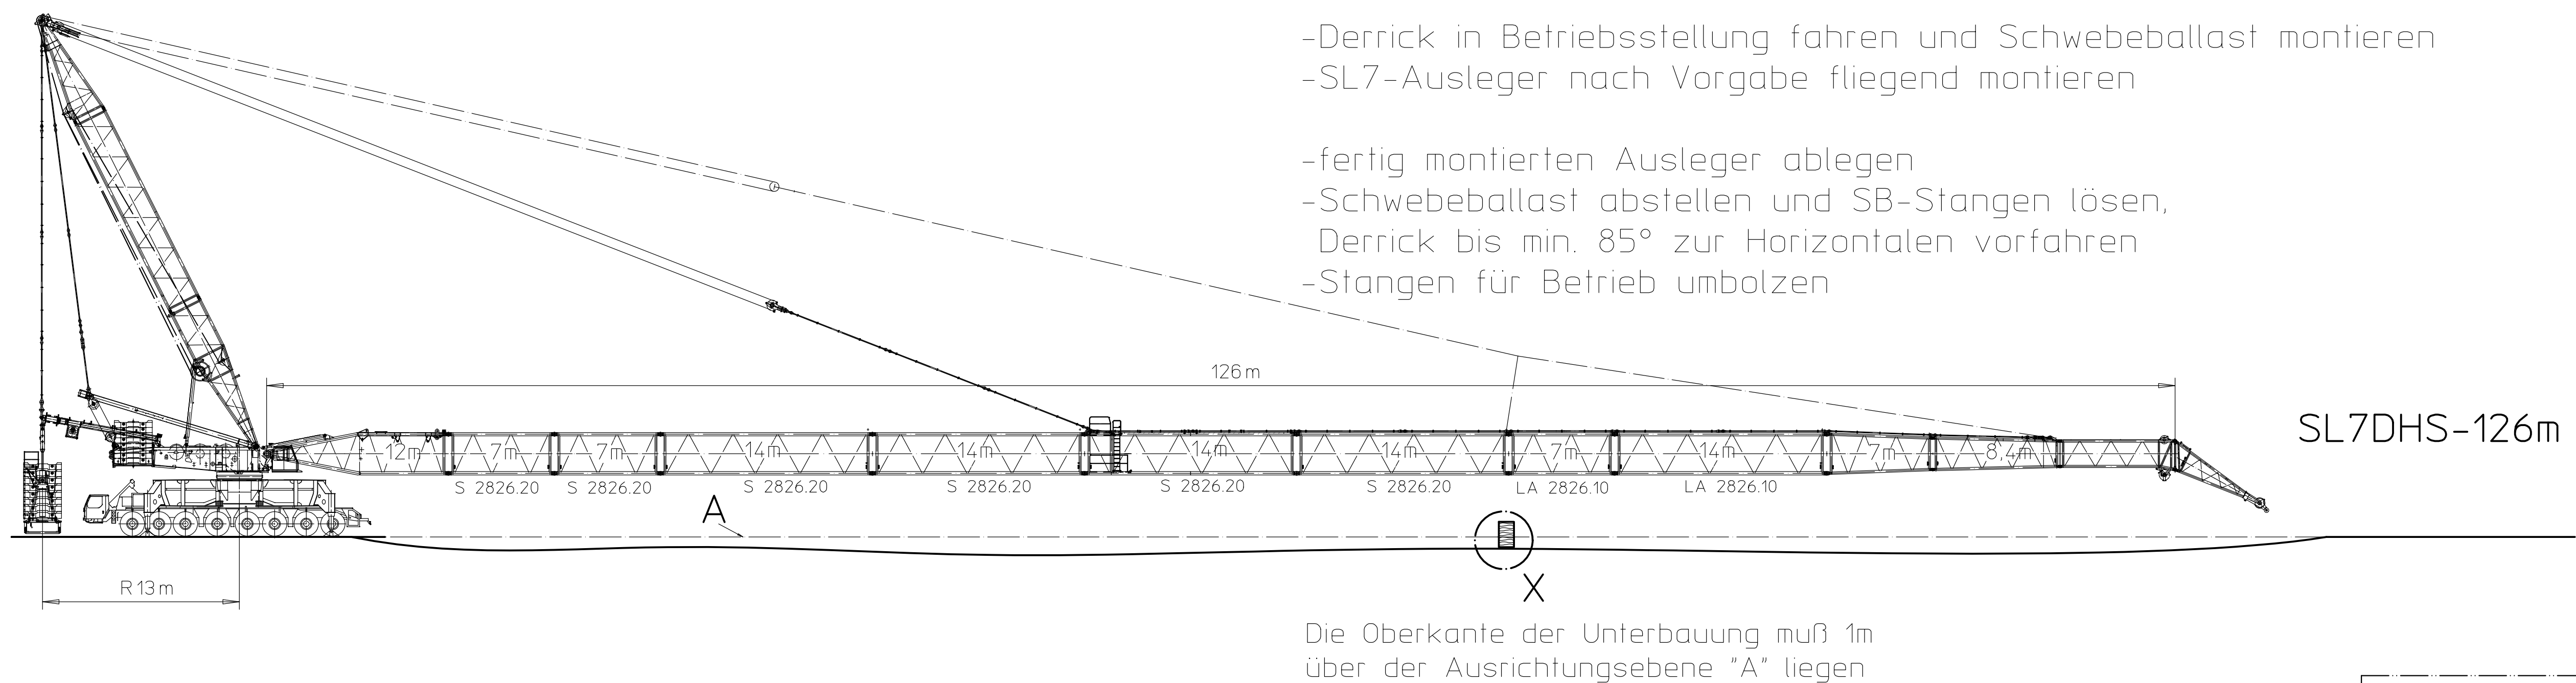 -Derrick in Betriebsstellung fahren und Schwebeballast montieren
-SL7-Ausleger nach Vorgabe fliegend montieren
-fertig montierten Ausleger ablegen
-Schwebeballast abstellen und SB-Stangen lösen,
Derrick bis min. 85° zur Horizontalen vorfahren
-Stangen für Betrieb umbolzen
126m
SL7DHS-126m
12m 7m 7m 14m 14m 14m 14m 7m 14m 7m 8,4m
S 2826.20 S 2826.20 S 2826.20 S 2826.20 S 2826.20 S 2826.20 LA 2826.10 LA 2826.10
A
R13m
X
Die Oberkante der Unterbauung muß 1m
über der Ausrichtungsebene "A" liegen